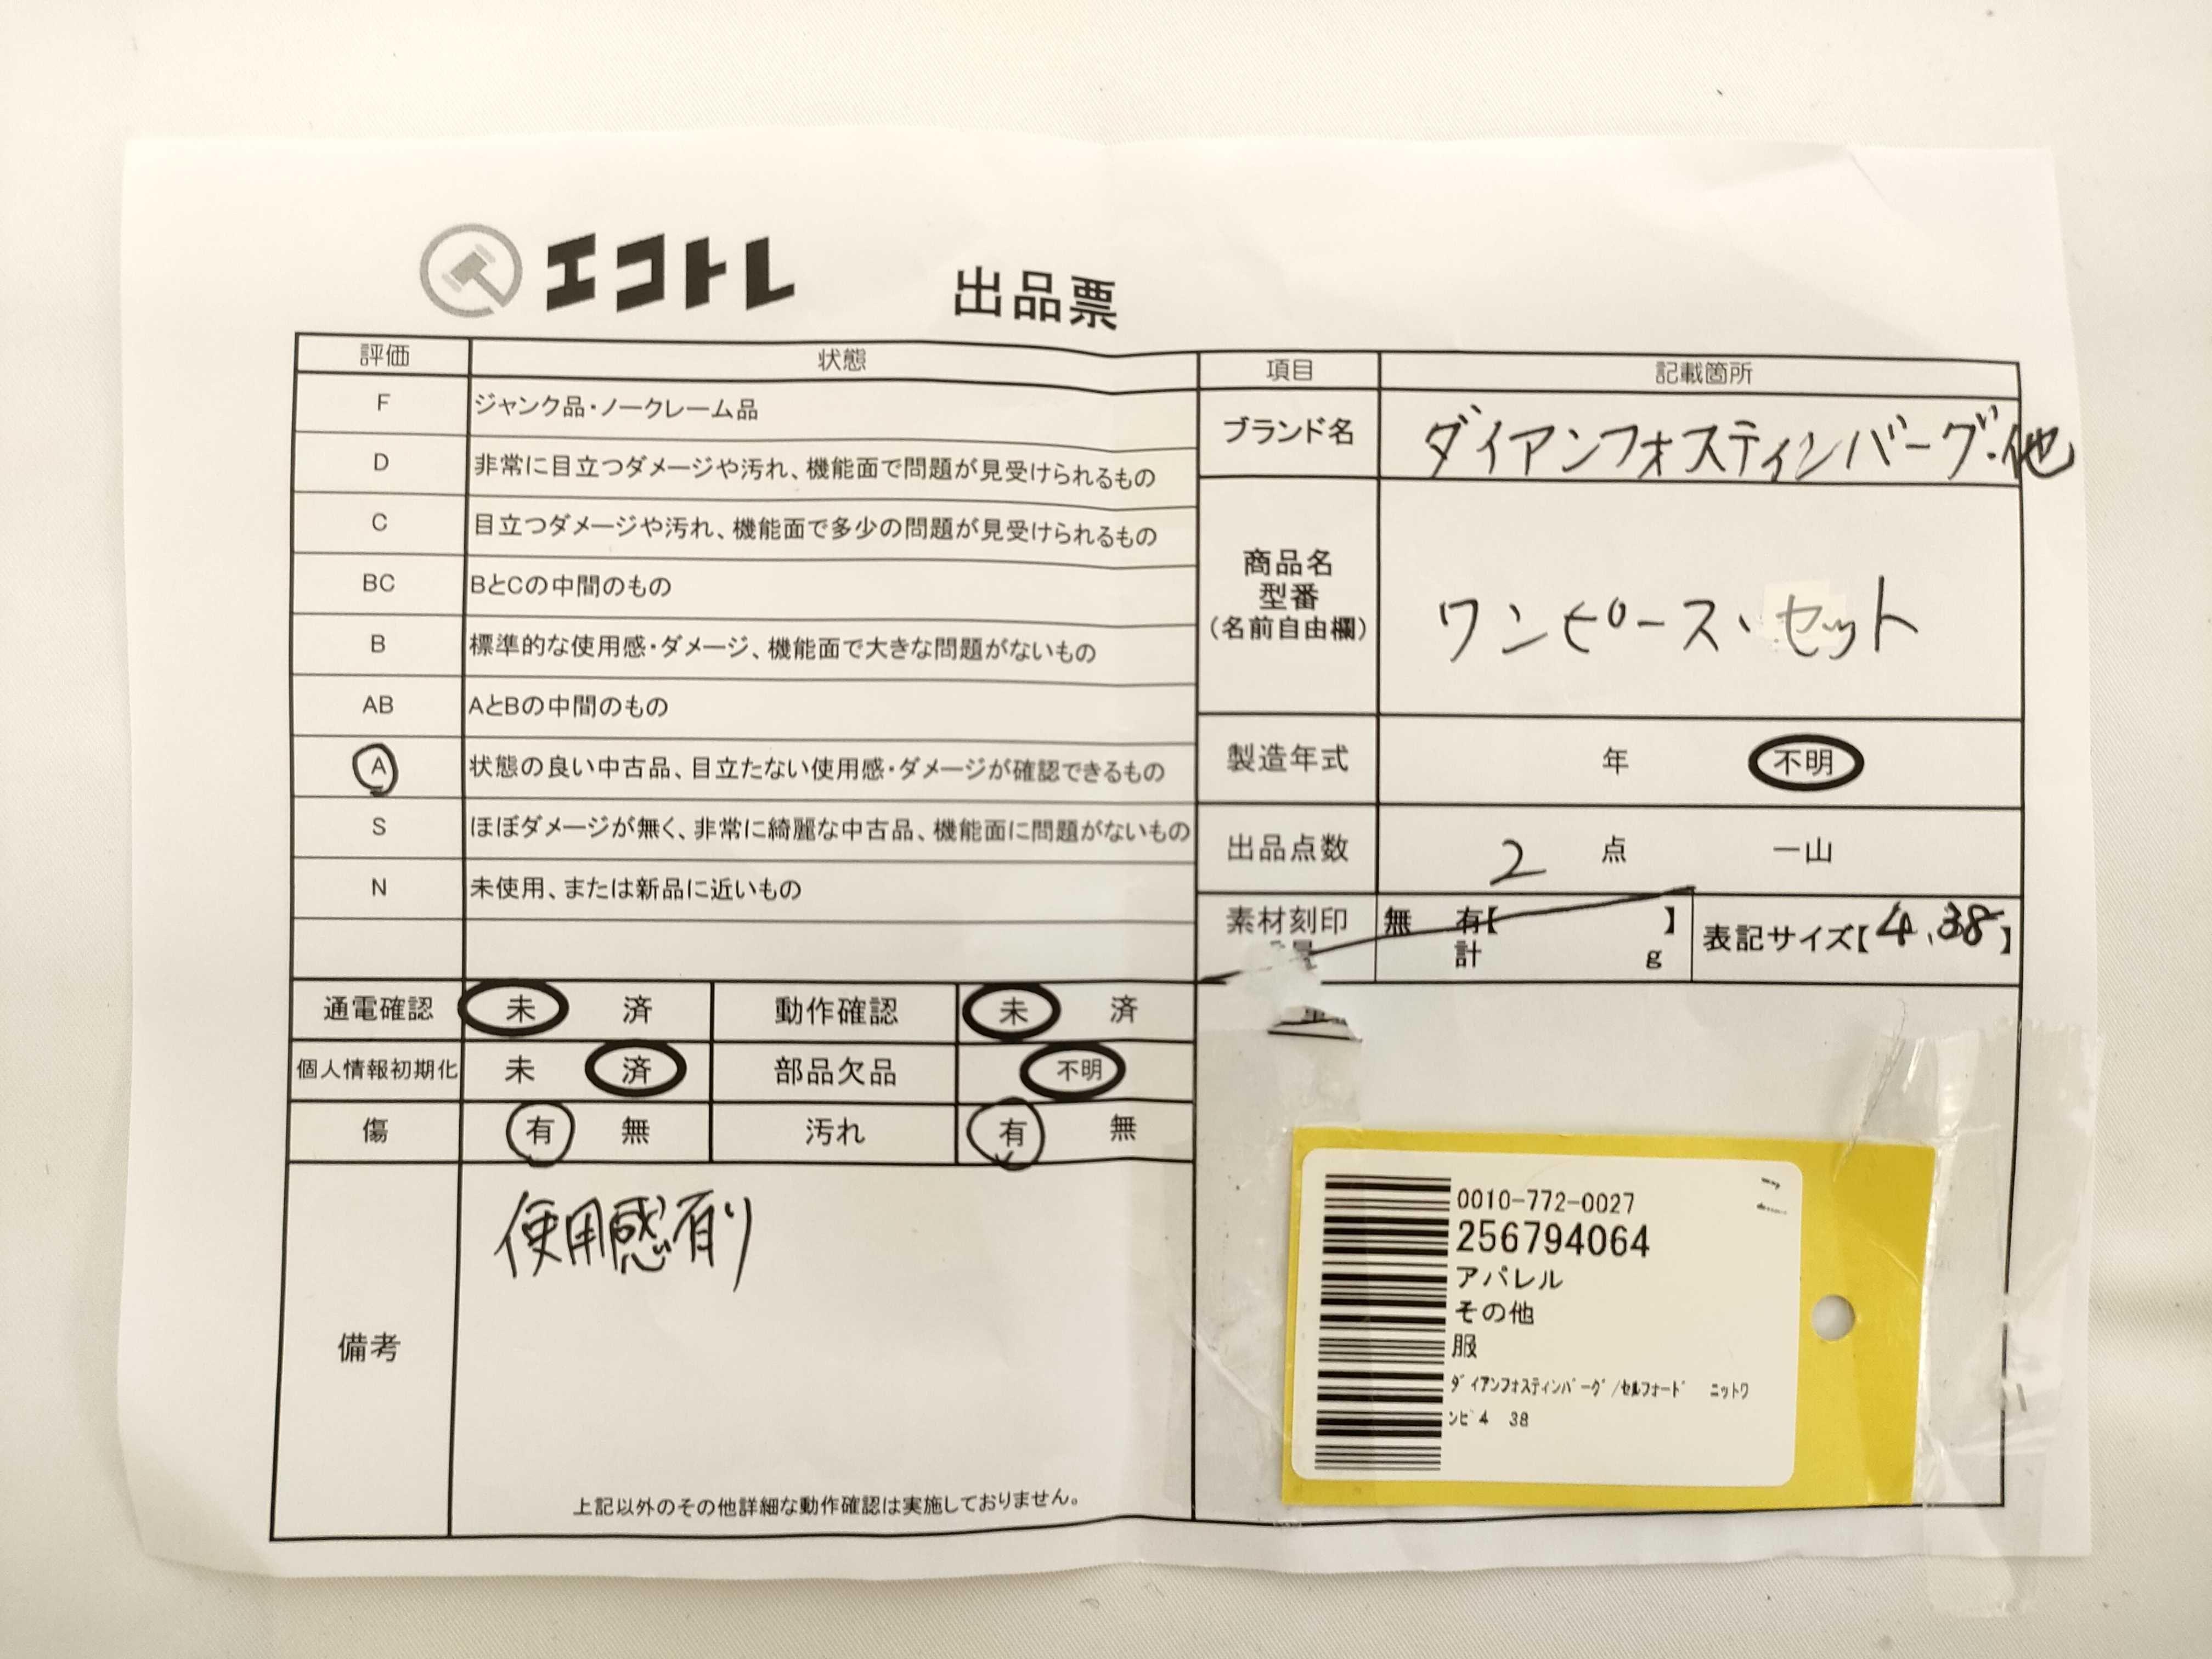 エコトレ 出品票
評価 状態
F ジャンク品・ノークレーム品
D 非常に目立つダメージや汚れ、機能面で問題が見受けられるもの
C 目立つダメージや汚れ、機能面で多少の問題が見受けられるもの
BC BとCの中間のもの
B 標準的な使用感・ダメージ、機能面で大きな問題がないもの
AB AとBの中間のもの
A 状態の良い中古品、目立たない使用感・ダメージが確認できるもの
S ほぼダメージが無く、非常に綺麗な中古品、機能面に問題がないもの
N 未使用、または新品に近いもの
通電確認 未 済 動作確認 未 済
個人情報初期化 未 済 部品欠品 不明
傷 有 無 汚れ 有 無
備考 使用感有り
上記以外のその他詳細な動作確認は実施しておりません。
項目 記載箇所
ブランド名 ダイアンフォスティンバーグ・他
商品名
型番
(名前自由欄)
ワンピース・セット
製造年式 年 不明
出品点数 2 点 一山
素材刻印 無 有【 】
量 計 g
表記サイズ【4、38】
0010-772-0027
256794064
アパレル
その他
服
ﾀﾞｲｱﾝﾌｫｽﾃｨﾝﾊﾞｰｸﾞ/ｾﾙﾌｫｰﾄﾞ ﾆｯﾄﾜ
ﾝﾋﾟ4 38